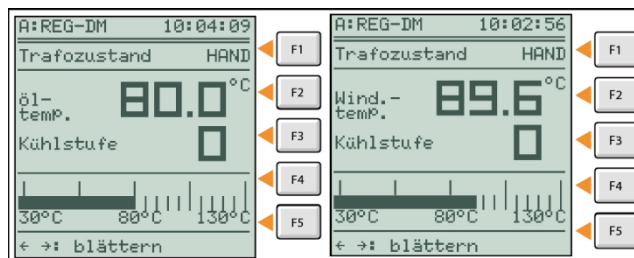 A:REG-DM 10:04:09
Trafozustand HAND
öl-
temp. 80.0°C
Kühlstufe 0
30°C 80°C 130°C
← →: blättern
F1
F2
F3
F4
F5
A:REG-DM 10:02:56
Trafozustand HAND
Wind.-
temp. 89.6°C
Kühlstufe 0
30°C 80°C 130°C
← →: blättern
F1
F2
F3
F4
F5